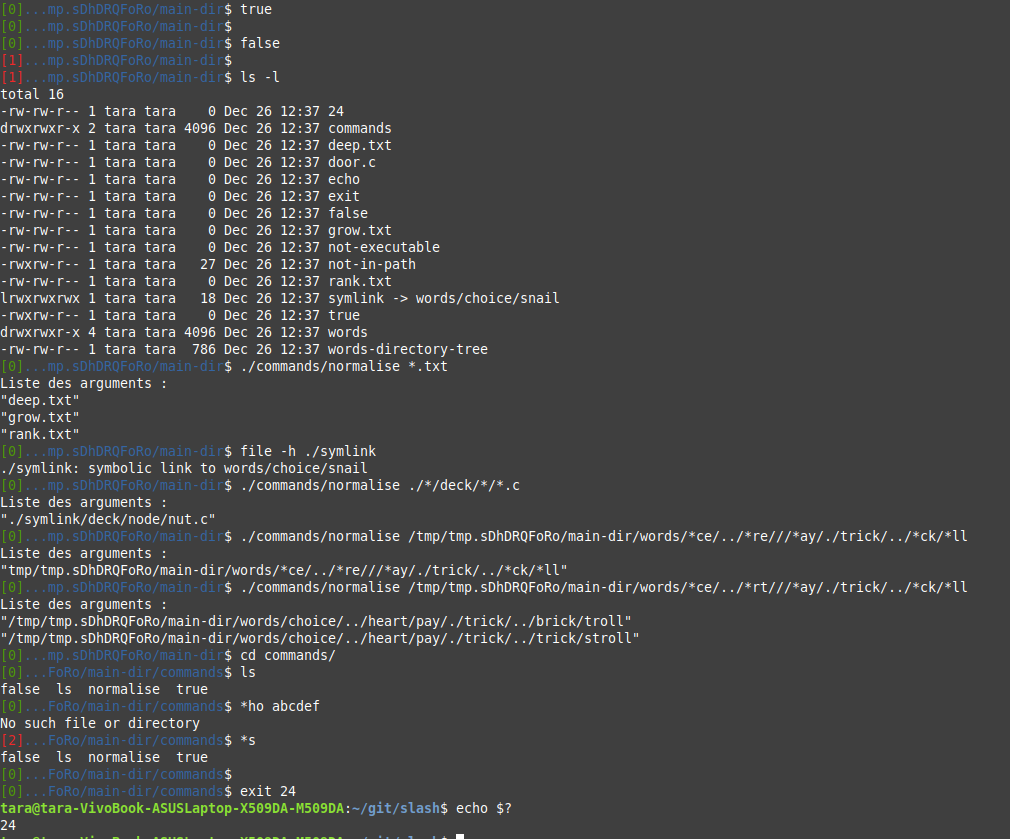 [0]...mp.sDhDRQFoRo/main-dir$ true
[0]...mp.sDhDRQFoRo/main-dir$
[0]...mp.sDhDRQFoRo/main-dir$ false
[1]...mp.sDhDRQFoRo/main-dir$
[1]...mp.sDhDRQFoRo/main-dir$ ls -l
total 16
-rw-rw-r-- 1 tara tara    0 Dec 26 12:37 24
drwxrwxr-x 2 tara tara 4096 Dec 26 12:37 commands
-rw-rw-r-- 1 tara tara    0 Dec 26 12:37 deep.txt
-rw-rw-r-- 1 tara tara    0 Dec 26 12:37 door.c
-rw-rw-r-- 1 tara tara    0 Dec 26 12:37 echo
-rw-rw-r-- 1 tara tara    0 Dec 26 12:37 exit
-rw-rw-r-- 1 tara tara    0 Dec 26 12:37 false
-rw-rw-r-- 1 tara tara    0 Dec 26 12:37 grow.txt
-rw-rw-r-- 1 tara tara    0 Dec 26 12:37 not-executable
-rwxrw-r-- 1 tara tara   27 Dec 26 12:37 not-in-path
-rw-rw-r-- 1 tara tara    0 Dec 26 12:37 rank.txt
lrwxrwxrwx 1 tara tara   18 Dec 26 12:37 symlink -> words/choice/snail
-rwxrw-r-- 1 tara tara    0 Dec 26 12:37 true
drwxrwxr-x 4 tara tara 4096 Dec 26 12:37 words
-rw-rw-r-- 1 tara tara  786 Dec 26 12:37 words-directory-tree
[0]...mp.sDhDRQFoRo/main-dir$ ./commands/normalise *.txt
Liste des arguments :
"deep.txt"
"grow.txt"
"rank.txt"
[0]...mp.sDhDRQFoRo/main-dir$ file -h ./symlink
./symlink: symbolic link to words/choice/snail
[0]...mp.sDhDRQFoRo/main-dir$ ./commands/normalise ./*/deck/*/*.c
Liste des arguments :
"./symlink/deck/node/nut.c"
[0]...mp.sDhDRQFoRo/main-dir$ ./commands/normalise /tmp/tmp.sDhDRQFoRo/main-dir/words/*ce/../*re///*ay/./trick/../*ck/*ll
Liste des arguments :
"tmp/tmp.sDhDRQFoRo/main-dir/words/*ce/../*re///*ay/./trick/../*ck/*ll"
[0]...mp.sDhDRQFoRo/main-dir$ ./commands/normalise /tmp/tmp.sDhDRQFoRo/main-dir/words/*ce/../*rt///*ay/./trick/../*ck/*ll
Liste des arguments :
"/tmp/tmp.sDhDRQFoRo/main-dir/words/choice/../heart/pay/./trick/../brick/troll"
"/tmp/tmp.sDhDRQFoRo/main-dir/words/choice/../heart/pay/./trick/../trick/stroll"
[0]...mp.sDhDRQFoRo/main-dir$ cd commands/
[0]...FoRo/main-dir/commands$ ls
false  ls  normalise  true
[0]...FoRo/main-dir/commands$ *ho abcdef
No such file or directory
[2]...FoRo/main-dir/commands$ *s
false  ls  normalise  true
[0]...FoRo/main-dir/commands$
[0]...FoRo/main-dir/commands$ exit 24
tara@tara-VivoBook-ASUSLaptop-X509DA-M509DA:~/git/slash$ echo $?
24